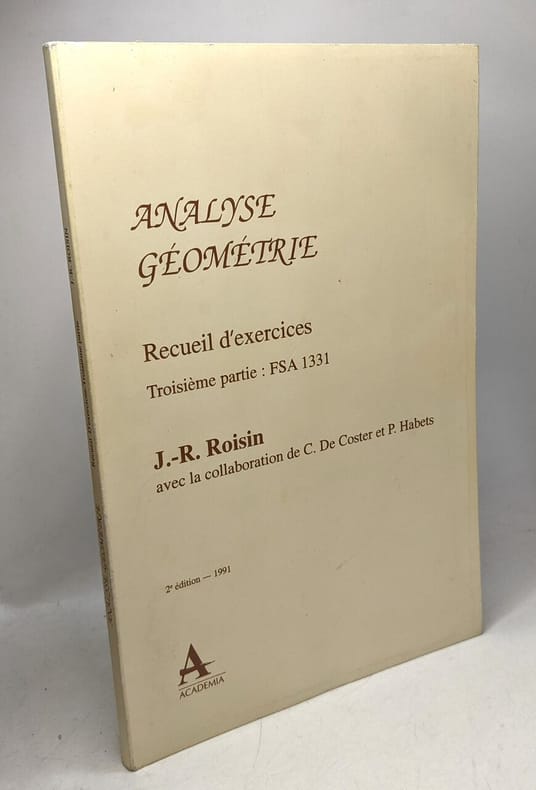 ANALYSE
GÉOMÉTRIE
Recueil d'exercices
Troisième partie : FSA 1331
J.-R. Roisin
avec la collaboration de C. De Coster et P. Habets
2e édition — 1991
A
ACADEMIA
J.-R. ROISIN